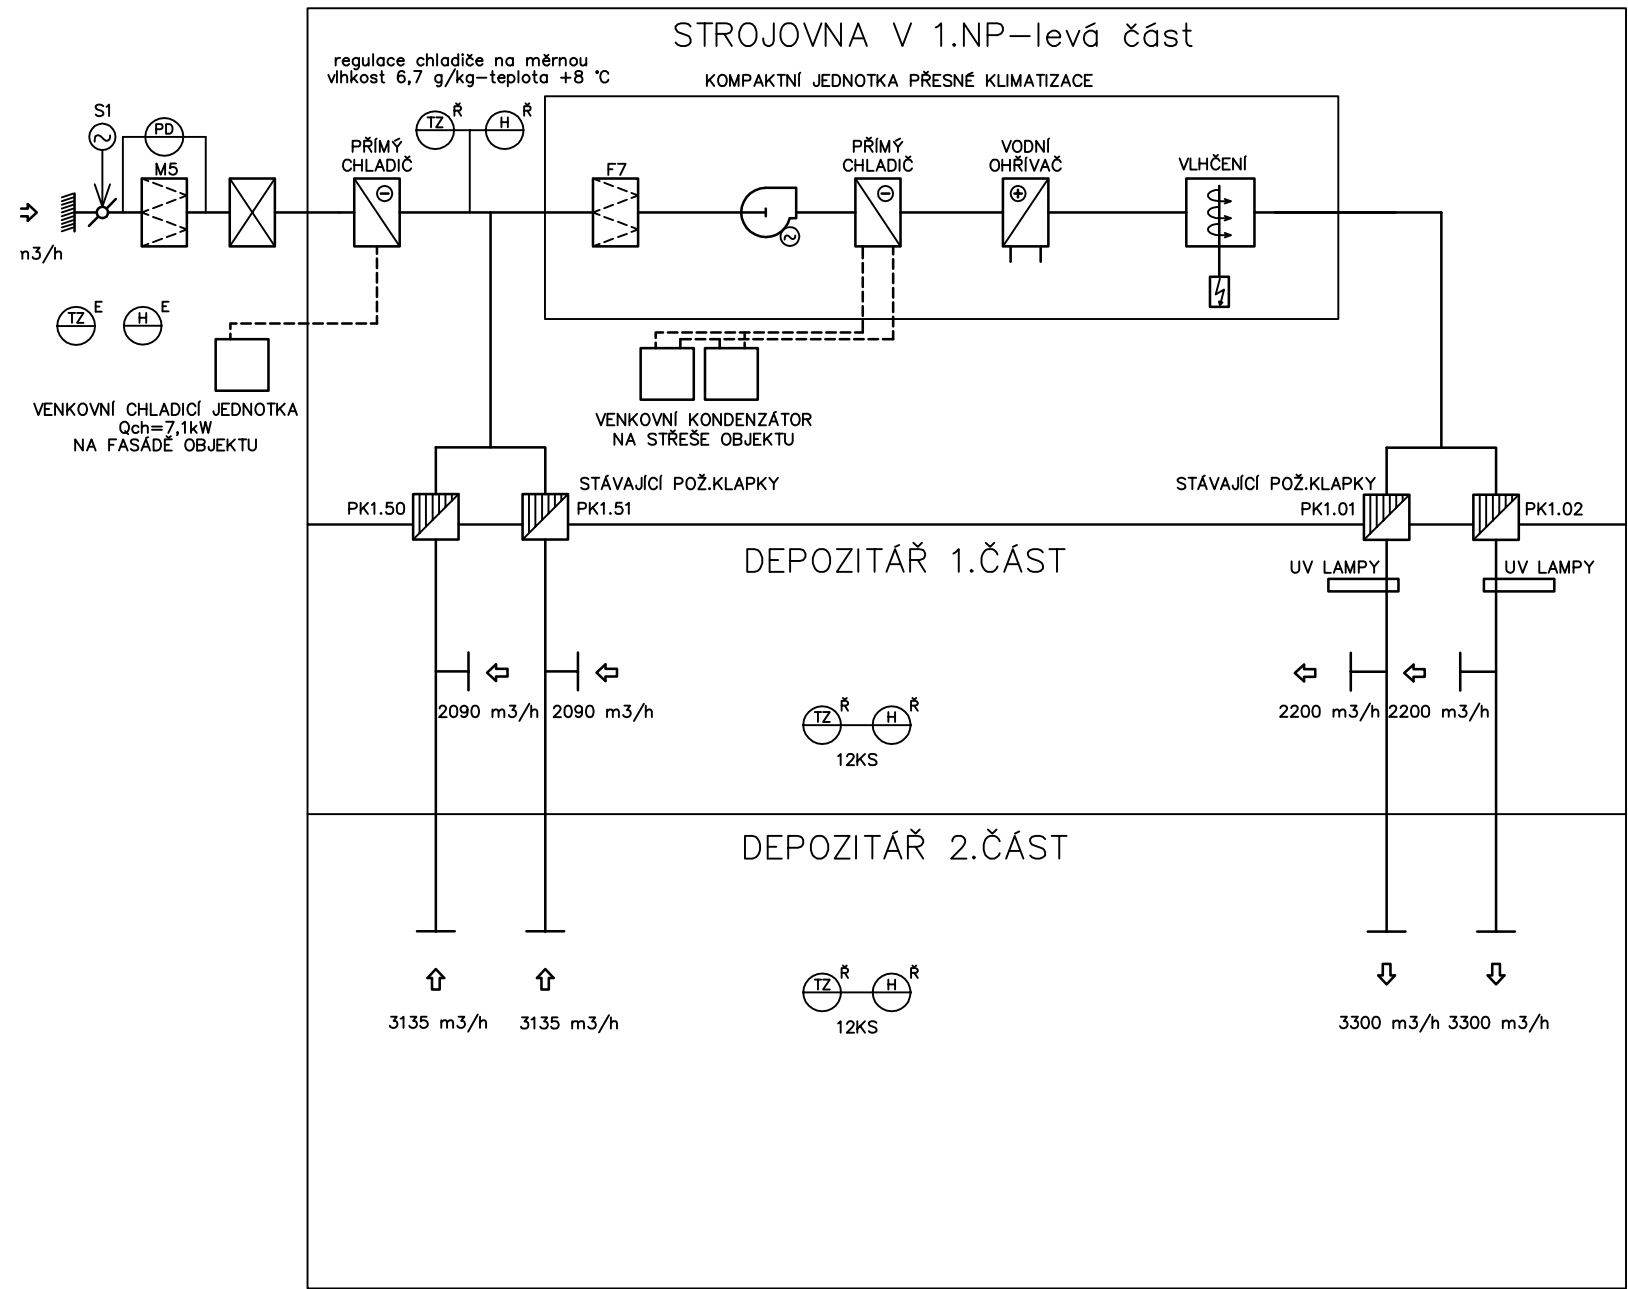 STROJOVNA V 1.NP-levá část
regulace chladiče na měrnou
vlhkost 6,7 g/kg-teplota +8 °C
KOMPAKTNÍ JEDNOTKA PŘESNÉ KLIMATIZACE
S1
PD
M5
PŘÍMÝ
CHLADIČ
TZ Ř
H Ř
F7
PŘÍMÝ
CHLADIČ
VODNÍ
OHŘÍVAČ
VLHČENÍ
m3/h
TZ E
H E
VENKOVNÍ CHLADICÍ JEDNOTKA
Qch=7,1kW
NA FASÁDĚ OBJEKTU
VENKOVNÍ KONDENZÁTOR
NA STŘEŠE OBJEKTU
STÁVAJÍCÍ POŽ.KLAPKY
PK1.50
PK1.51
STÁVAJÍCÍ POŽ.KLAPKY
PK1.01
PK1.02
DEPOZITÁŘ 1.ČÁST
UV LAMPY
UV LAMPY
2090 m3/h
2090 m3/h
TZ Ř
H Ř
12KS
2200 m3/h
2200 m3/h
DEPOZITÁŘ 2.ČÁST
TZ Ř
H Ř
12KS
3135 m3/h
3135 m3/h
3300 m3/h
3300 m3/h